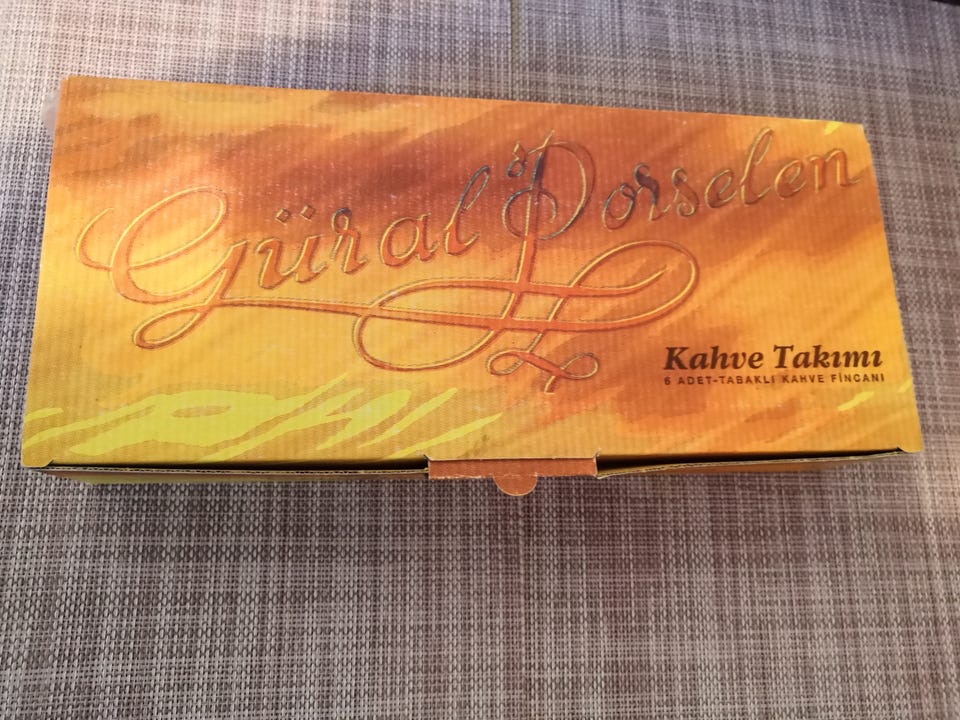 Güral Porselen
Kahve Takımı
6 ADET-TABAKLI KAHVE FİNCANI